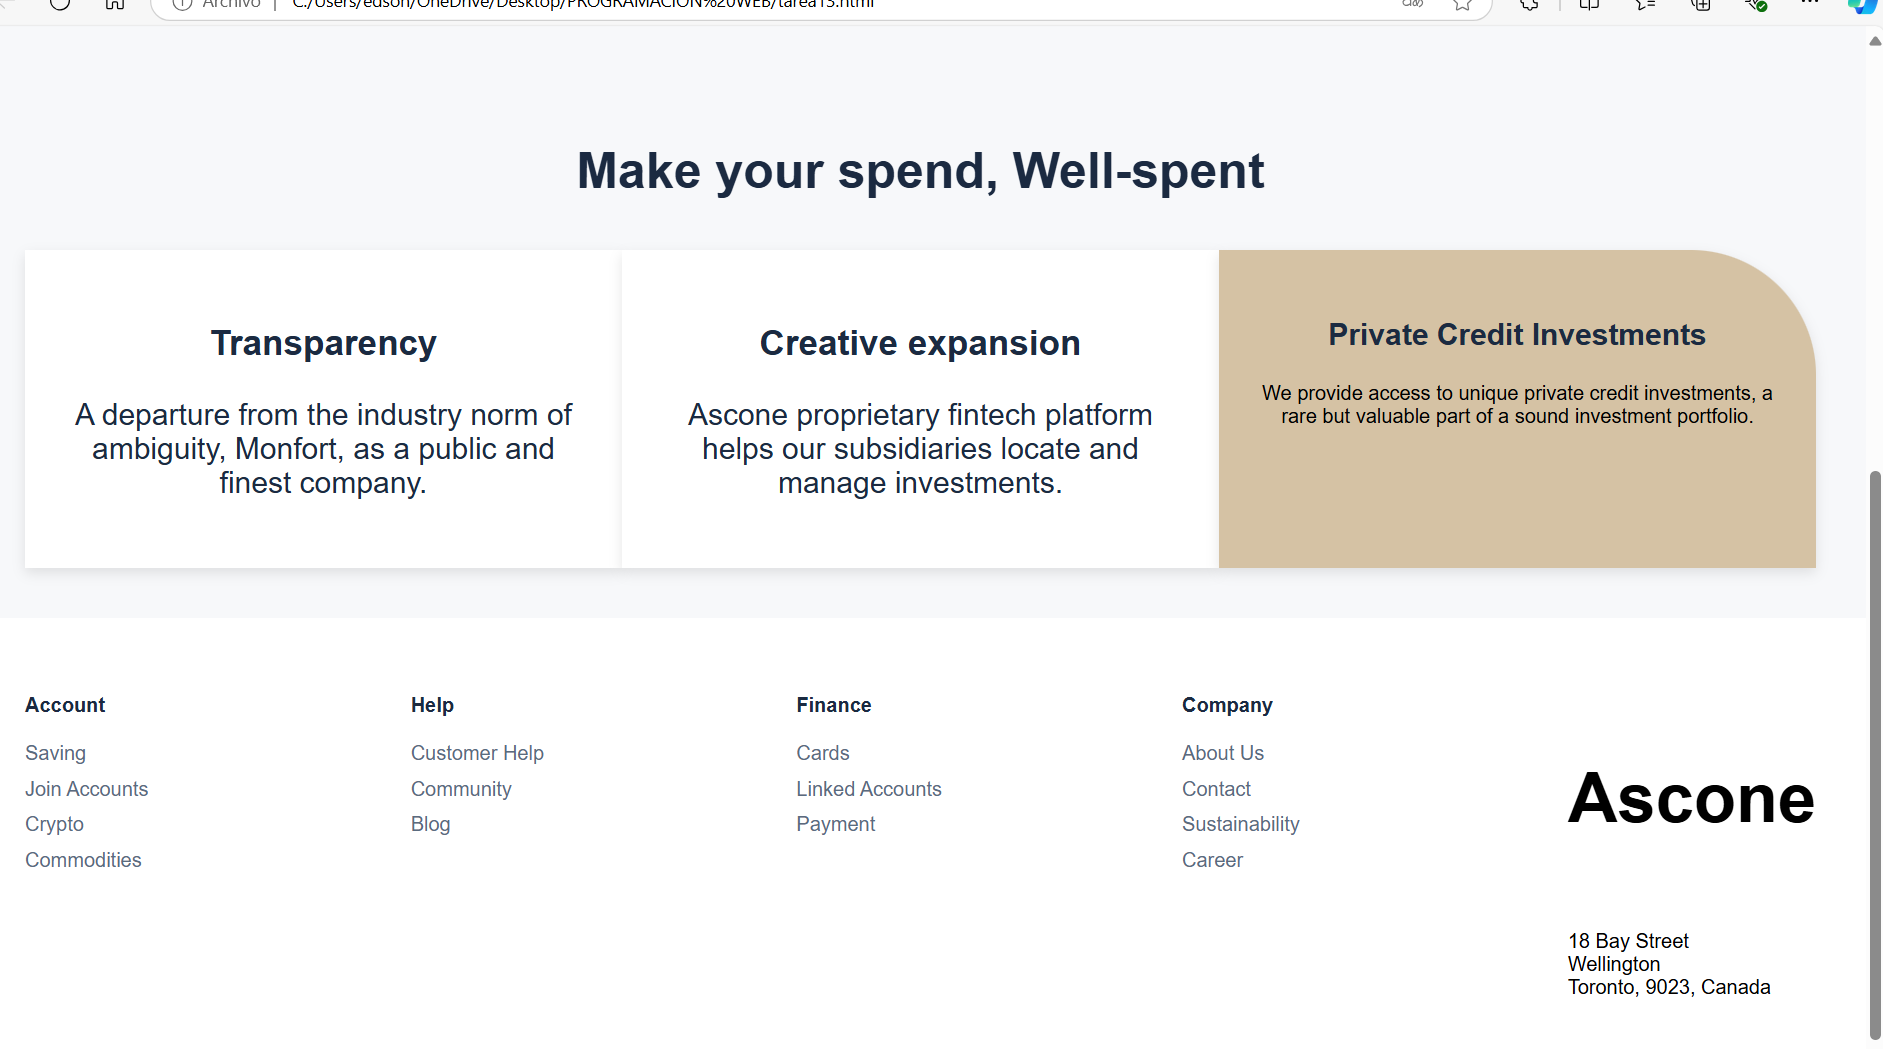 Archivo
C:/Users/edson/OneDrive/Desktop/PROGRAMACION%20WEB/tarea13.html
Make your spend, Well-spent
Transparency
A departure from the industry norm of
ambiguity, Monfort, as a public and
finest company.
Creative expansion
Ascone proprietary fintech platform
helps our subsidiaries locate and
manage investments.
Private Credit Investments
We provide access to unique private credit investments, a
rare but valuable part of a sound investment portfolio.
Account
Saving
Join Accounts
Crypto
Commodities
Help
Customer Help
Community
Blog
Finance
Cards
Linked Accounts
Payment
Company
About Us
Contact
Sustainability
Career
Ascone
18 Bay Street
Wellington
Toronto, 9023, Canada